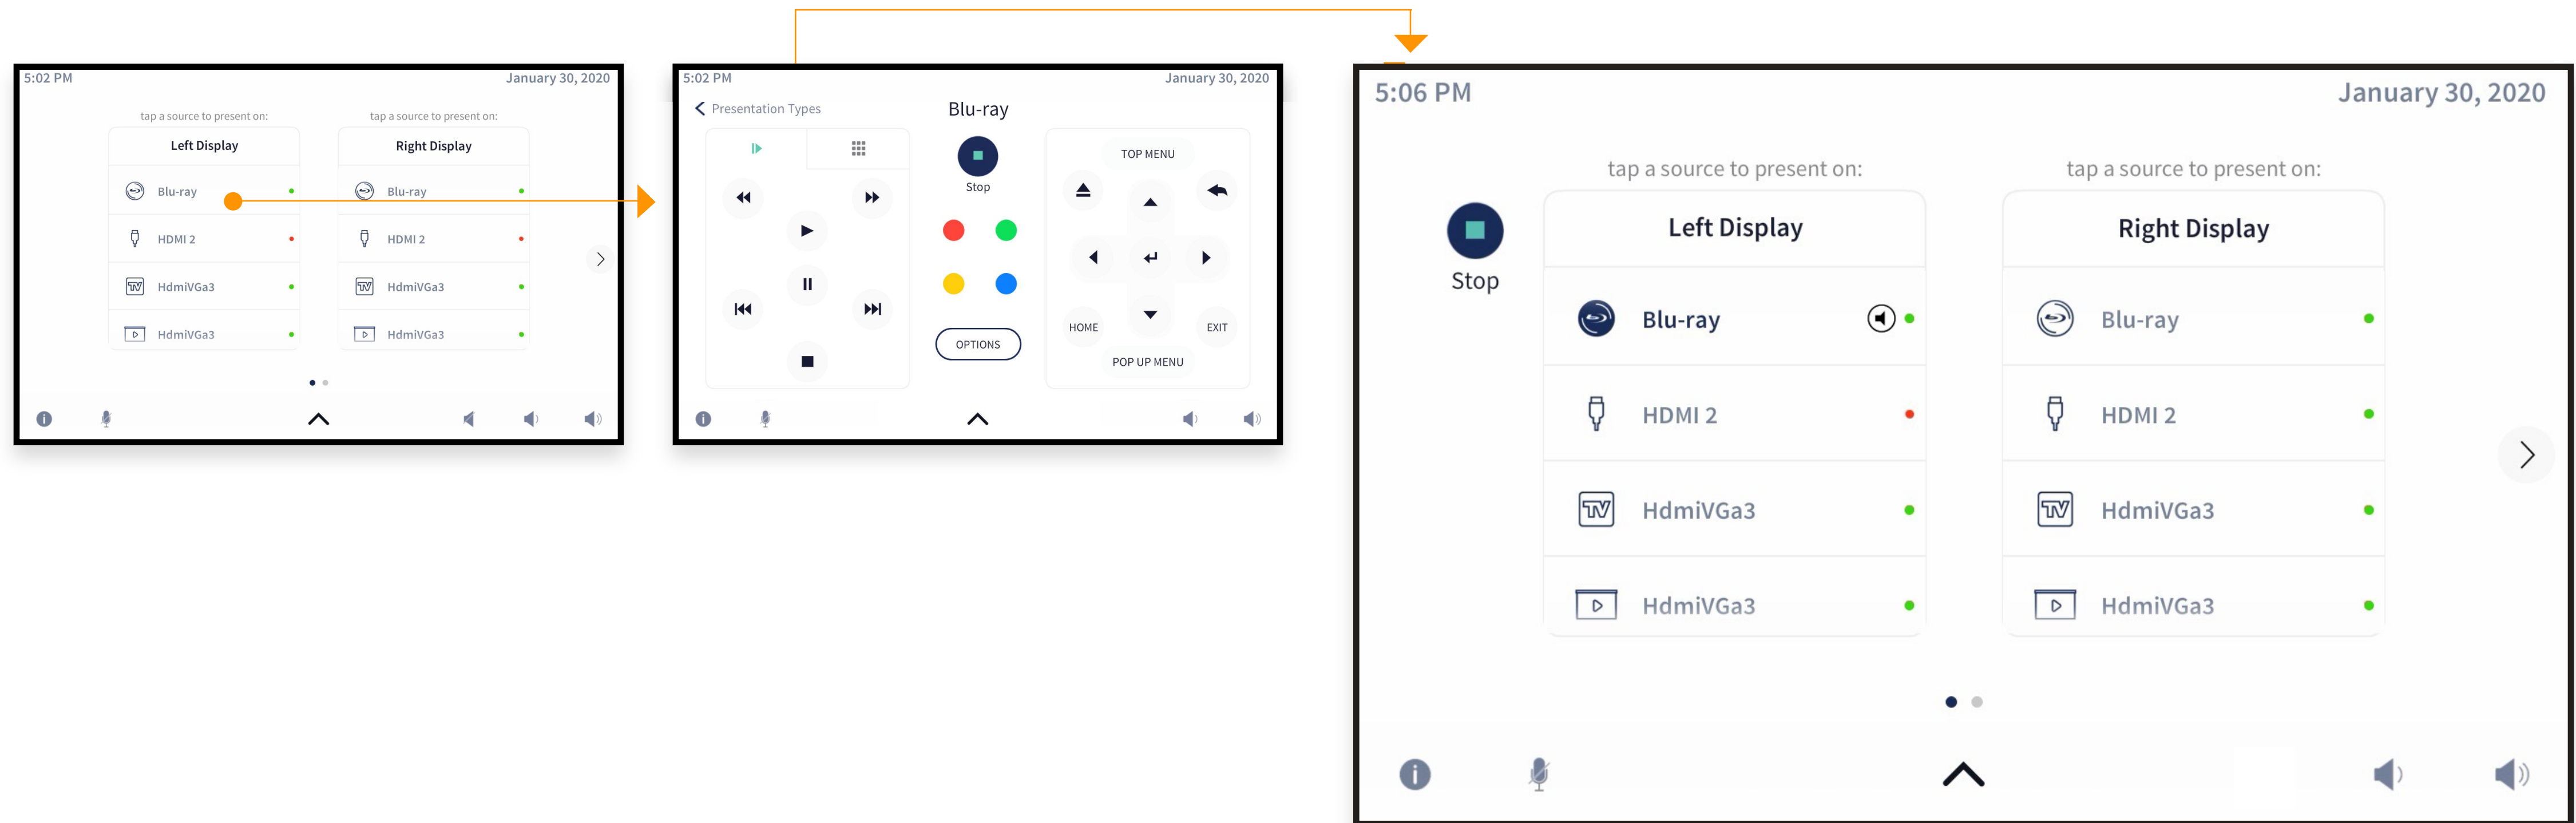 5:02 PM
January 30, 2020
tap a source to present on:
tap a source to present on:
Left Display
Right Display
Blu-ray
Blu-ray
HDMI 2
HDMI 2
TV
HdmiVGa3
TV
HdmiVGa3
HdmiVGa3
HdmiVGa3
5:02 PM
January 30, 2020
Presentation Types
Blu-ray
Stop
OPTIONS
TOP MENU
HOME
EXIT
POP UP MENU
5:06 PM
January 30, 2020
tap a source to present on:
tap a source to present on:
Stop
Left Display
Right Display
Blu-ray
Blu-ray
HDMI 2
HDMI 2
TV
HdmiVGa3
TV
HdmiVGa3
HdmiVGa3
HdmiVGa3